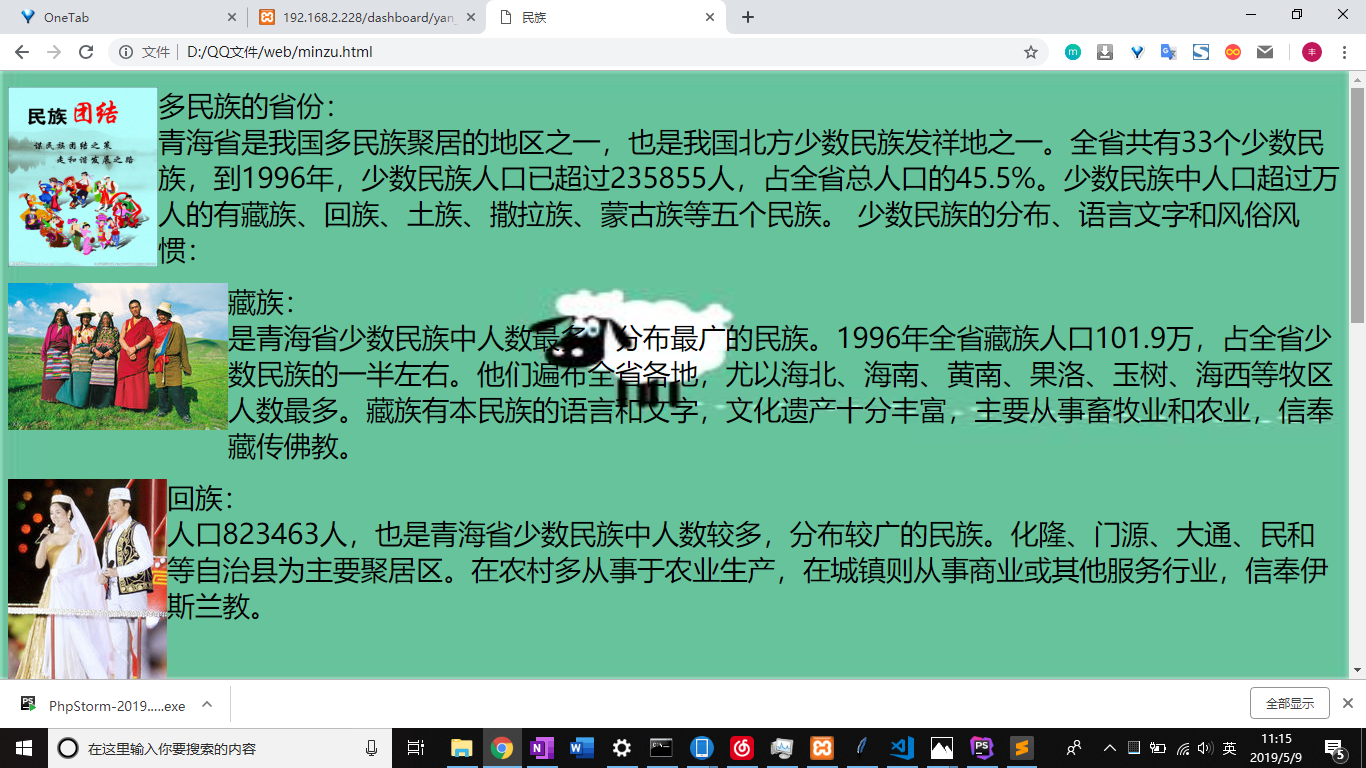 OneTab
192.168.2.228/dashboard/yan
民族
文件 D:/QQ文件/web/minzu.html
民族 团结
谋民族团结之策
走和谐发展之路
多民族的省份：
青海省是我国多民族聚居的地区之一，也是我国北方少数民族发祥地之一。全省共有33个少数民
族，到1996年，少数民族人口已超过235855人，占全省总人口的45.5%。少数民族中人口超过万
人的有藏族、回族、土族、撒拉族、蒙古族等五个民族。 少数民族的分布、语言文字和风俗风
惯：
藏族：
是青海省少数民族中人数最多，分布最广的民族。1996年全省藏族人口101.9万，占全省少
数民族的一半左右。他们遍布全省各地，尤以海北、海南、黄南、果洛、玉树、海西等牧区
人数最多。藏族有本民族的语言和文字，文化遗产十分丰富，主要从事畜牧业和农业，信奉
藏传佛教。
回族：
人口823463人，也是青海省少数民族中人数较多，分布较广的民族。化隆、门源、大通、民和
等自治县为主要聚居区。在农村多从事于农业生产，在城镇则从事商业或其他服务行业，信奉伊
斯兰教。
PhpStorm-2019.....exe
全部显示
在这里输入你要搜索的内容
英
11:15
2019/5/9
5